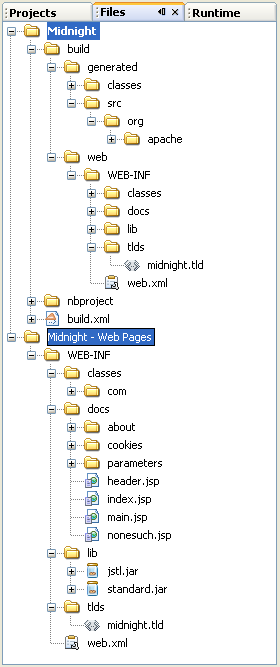 Projects Files Runtime
Midnight
build
generated
classes
src
org
apache
web
WEB-INF
classes
docs
lib
tlds
midnight.tld
web.xml
nbproject
build.xml
Midnight - Web Pages
WEB-INF
classes
com
docs
about
cookies
parameters
header.jsp
index.jsp
main.jsp
nonesuch.jsp
lib
jstl.jar
standard.jar
tlds
midnight.tld
web.xml